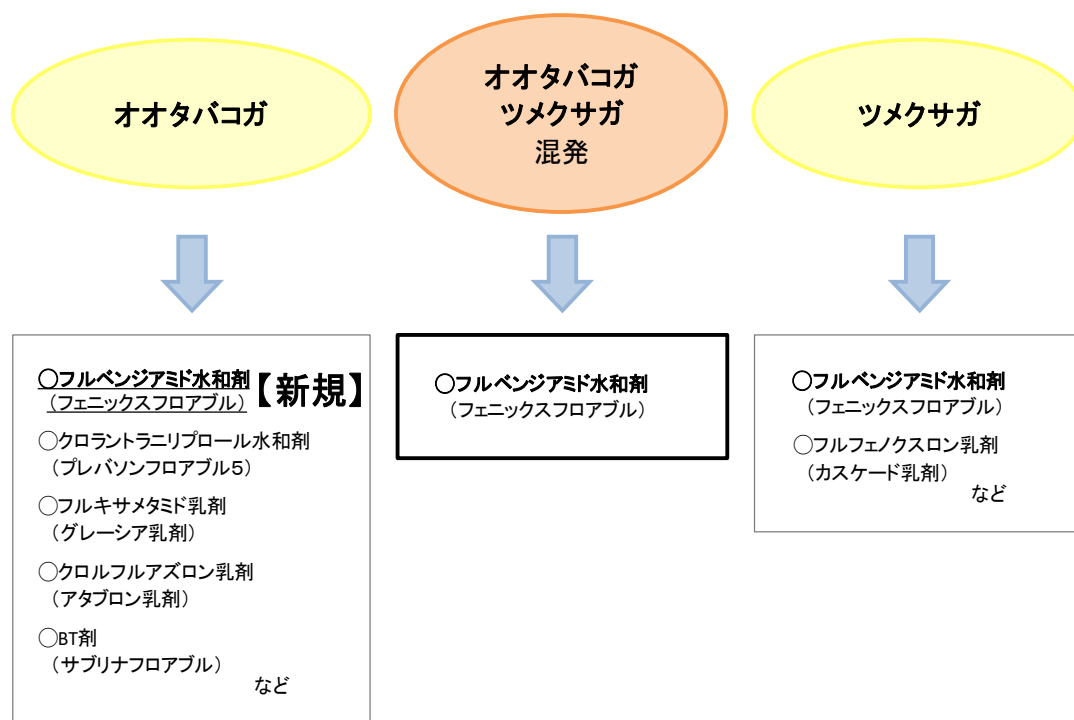 オオタバコガ
オオタバコガ
ツメクサガ
混発
ツメクサガ
○フルベンジアミド水和剤
（フェニックスフロアブル）
【新規】
○クロラントラニリプロール水和剤
（プレバソンフロアブル５）
○フルキサメタミド乳剤
（グレーシア乳剤）
○クロルフルアズロン乳剤
（アタブロン乳剤）
○BT剤
（サブリナフロアブル）
など
○フルベンジアミド水和剤
（フェニックスフロアブル）
○フルベンジアミド水和剤
（フェニックスフロアブル）
○フルフェノクスロン乳剤
（カスケード乳剤）
など